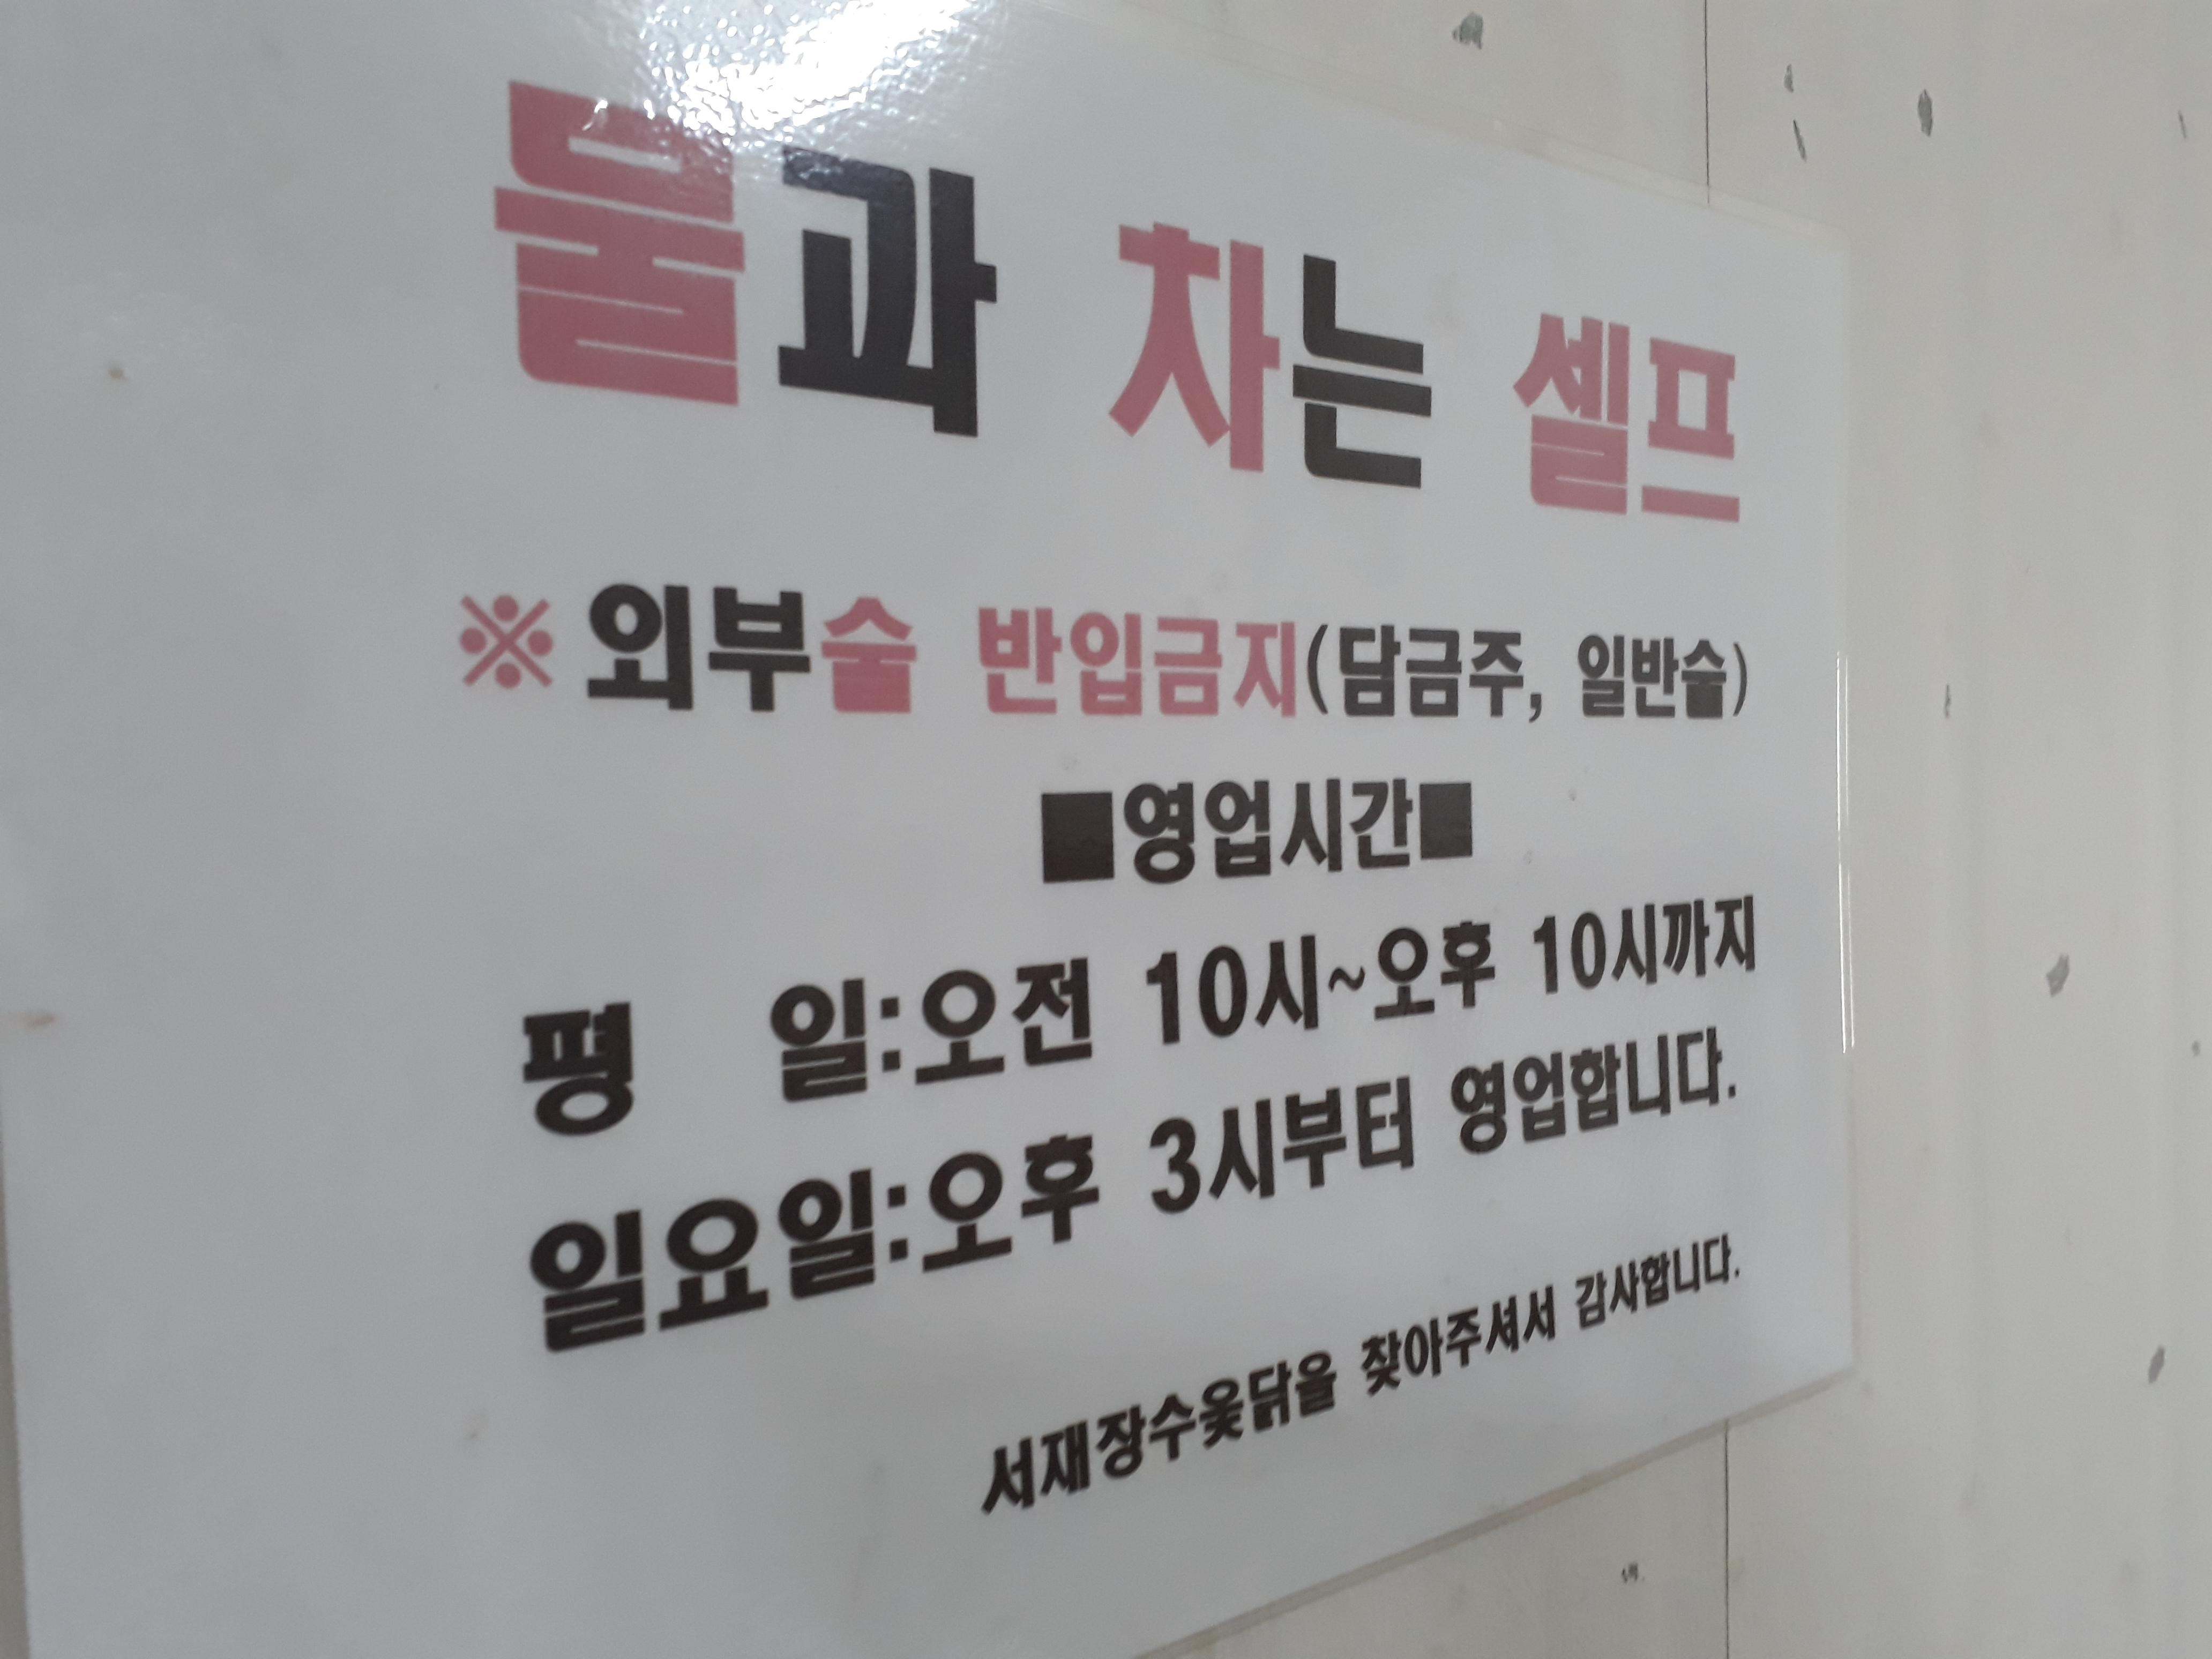 물과 차는 셀프
※외부술 반입금지(담금주, 일반술)
■영업시간■
평 일:오전 10시~오후 10시까지
일요일:오후 3시부터 영업합니다.
서재장수옻닭을 찾아주셔서 감사합니다.